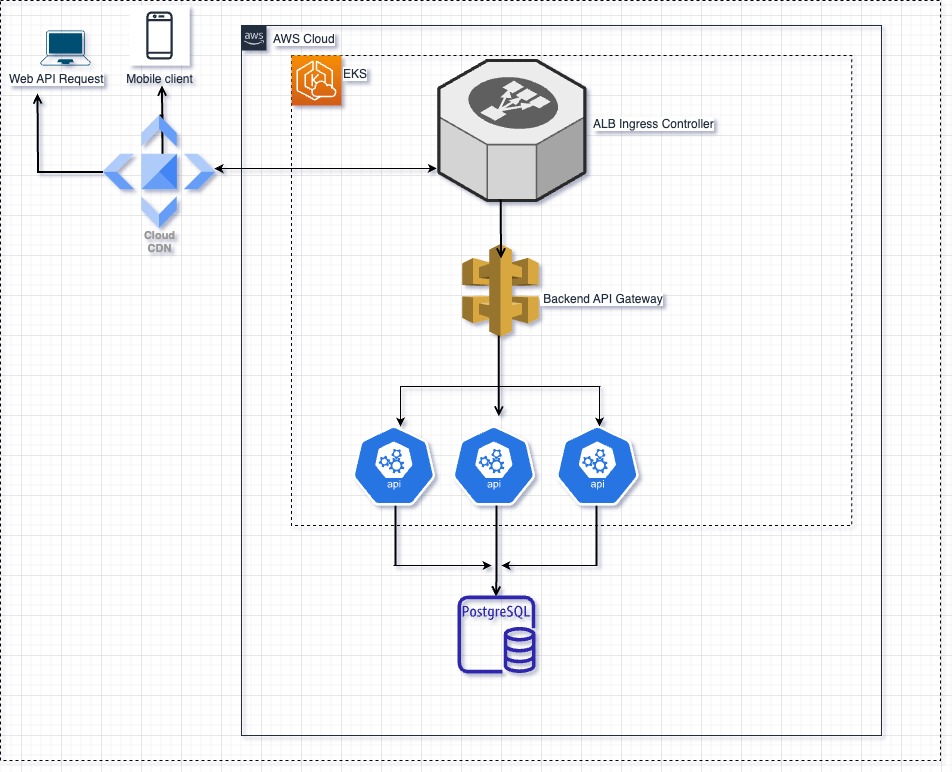 aws
AWS Cloud
Web API Request
Mobile client
EKS
K
ALB Ingress Controller
Cloud
CDN
Backend API Gateway
api
api
api
PostgreSQL